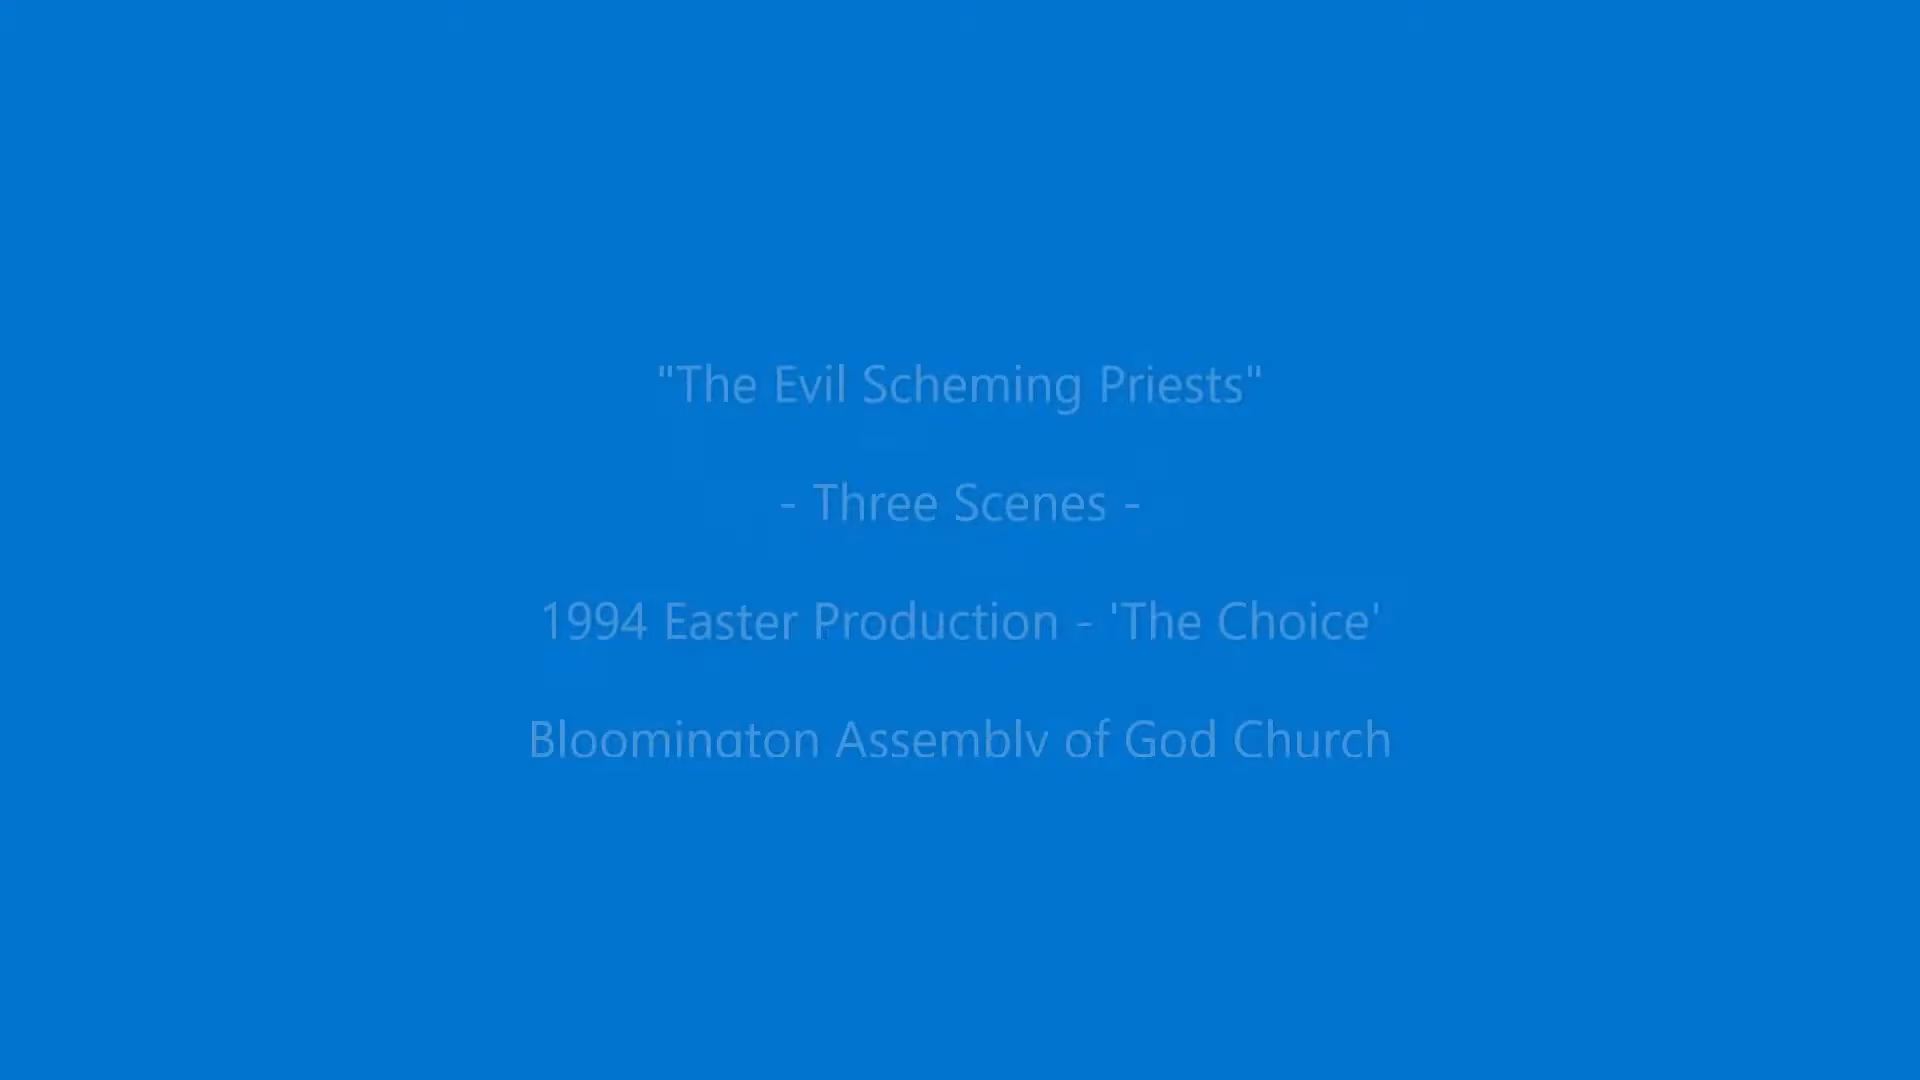 "The Evil Scheming Priests"
- Three Scenes -
1994 Easter Production - 'The Choice'
Bloomington Assembly of God Church